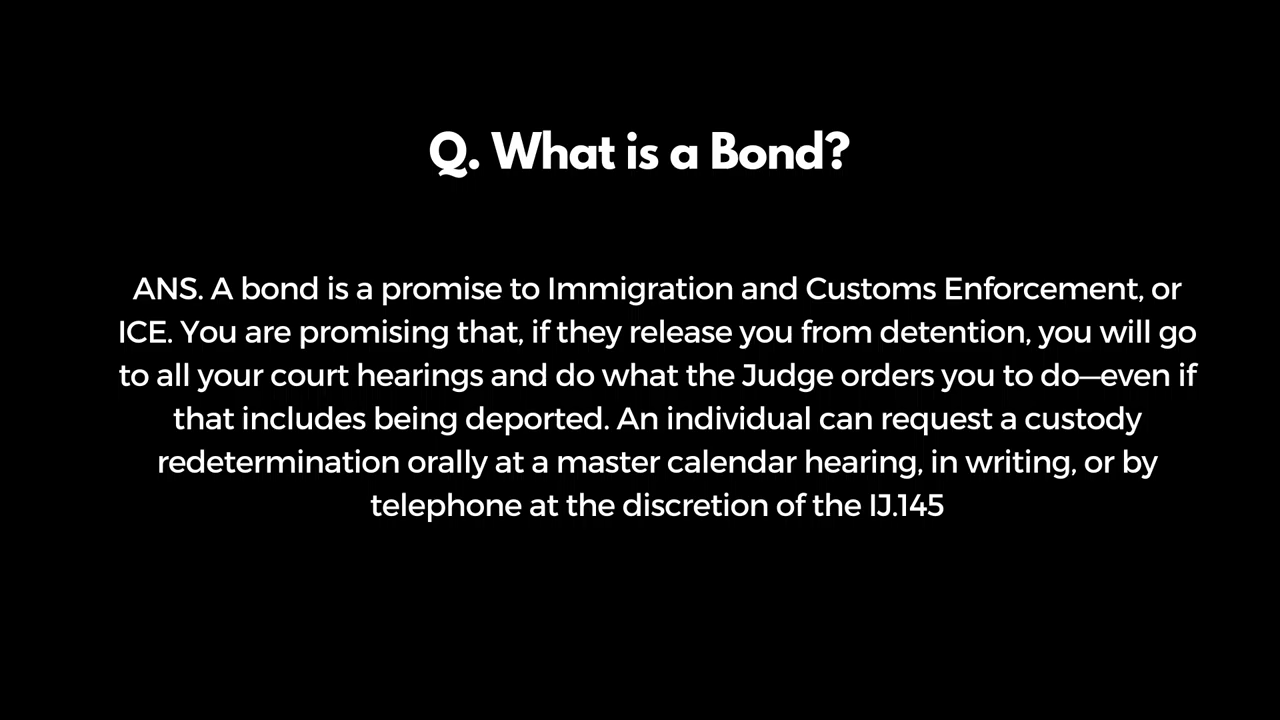 Q. What is a Bond?
ANS. A bond is a promise to Immigration and Customs Enforcement, or
ICE. You are promising that, if they release you from detention, you will go
to all your court hearings and do what the Judge orders you to do—even if
that includes being deported. An individual can request a custody
redetermination orally at a master calendar hearing, in writing, or by
telephone at the discretion of the IJ.145